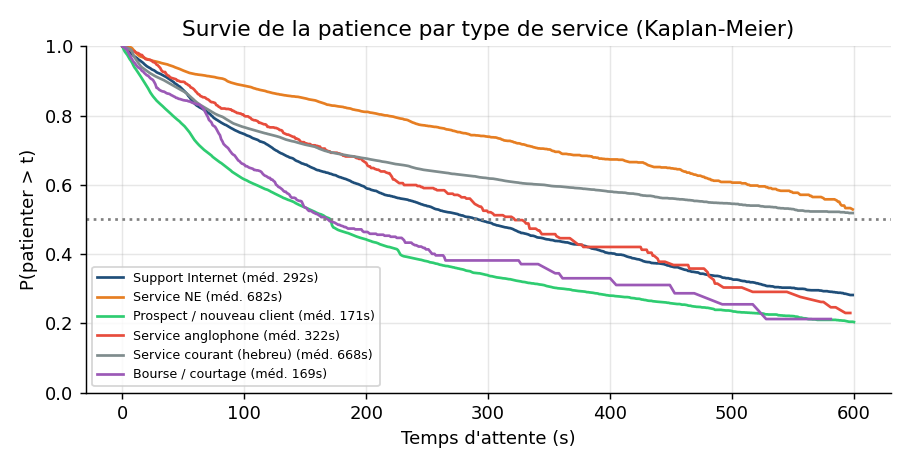 Survie de la patience par type de service (Kaplan-Meier)
P(patienter > t)
1.0
0.8
0.6
0.4
0.2
0.0
Support Internet (méd. 292s)
Service NE (méd. 682s)
Prospect / nouveau client (méd. 171s)
Service anglophone (méd. 322s)
Service courant (hebreu) (méd. 668s)
Bourse / courtage (méd. 169s)
0 100 200 300 400 500 600
Temps d'attente (s)